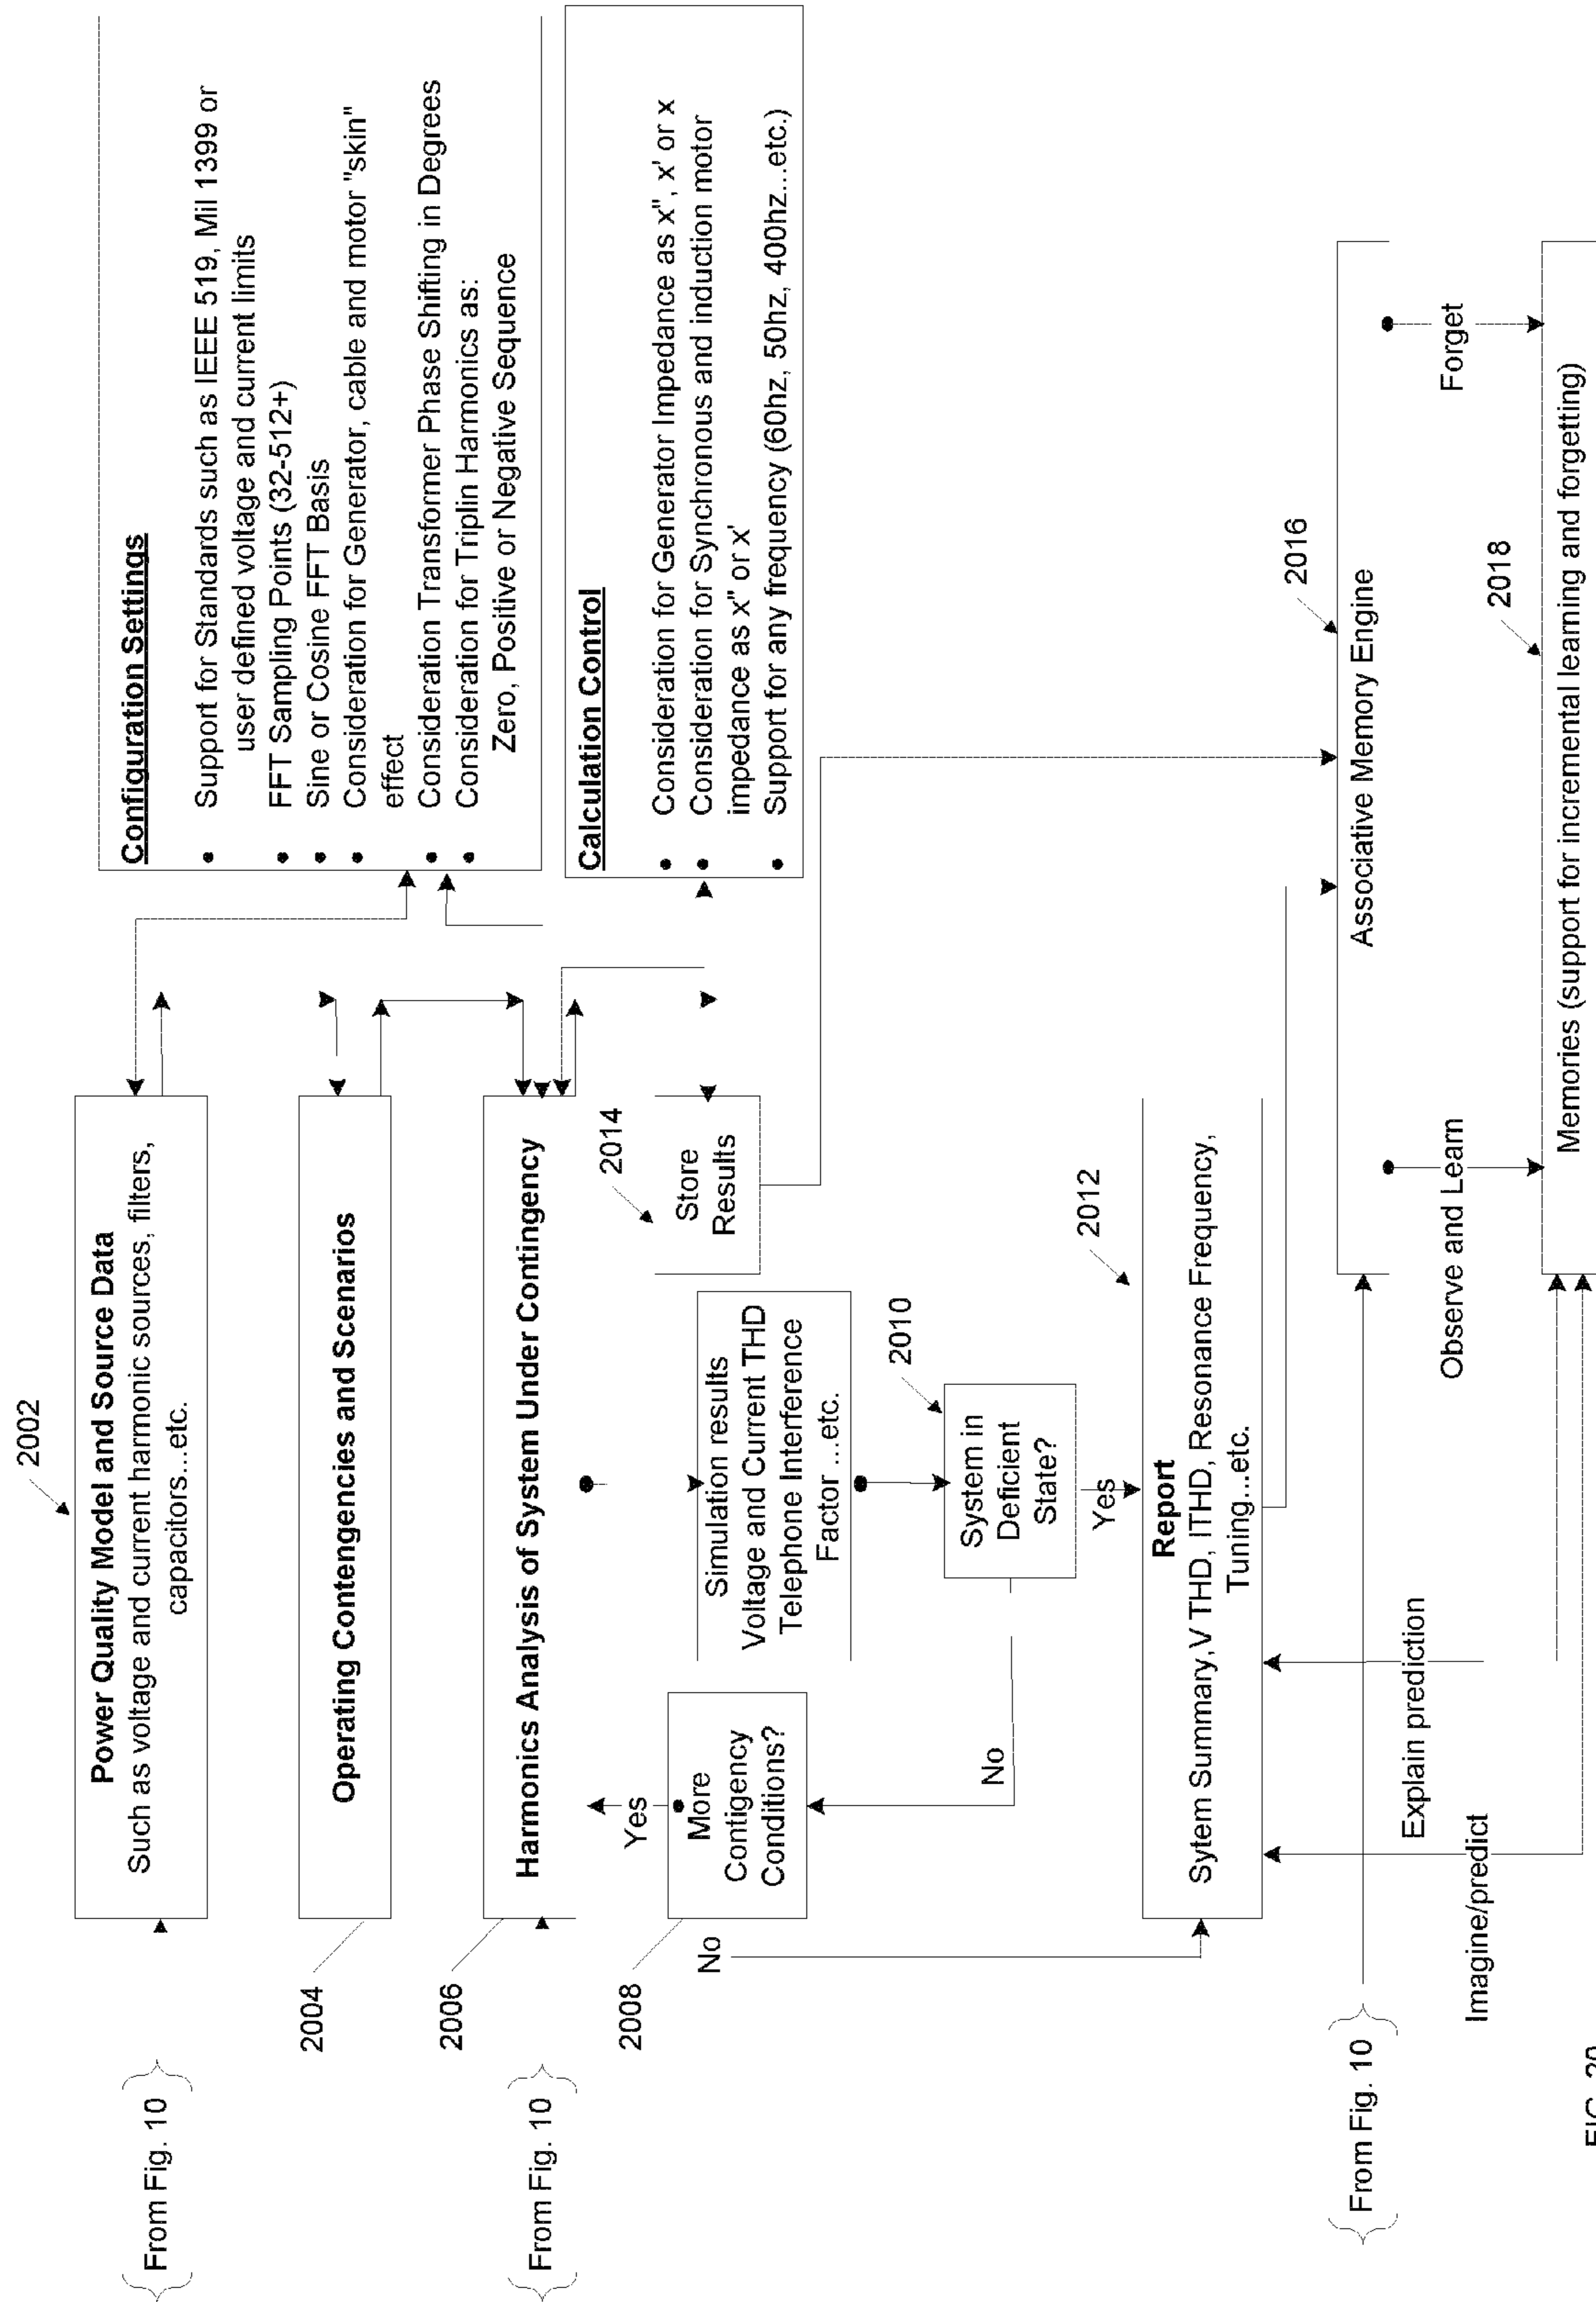 2002
Power Quality Model and Source Data
Such as voltage and current harmonic sources, filters,
capacitors...etc.
From Fig. 10
Configuration Settings
• Support for Standards such as IEEE 519, Mil 1399 or
user defined voltage and current limits
• FFT Sampling Points (32-512+)
• Sine or Cosine FFT Basis
• Consideration for Generator, cable and motor "skin"
effect
• Consideration Transformer Phase Shifting in Degrees
• Consideration for Triplin Harmonics as:
Zero, Positive or Negative Sequence
2004
Operating Contengencies and Scenarios
2006
Harmonics Analysis of System Under Contingency
From Fig. 10
Calculation Control
• Consideration for Generator Impedance as x", x' or x
• Consideration for Synchronous and induction motor
impedance as x" or x'
• Support for any frequency (60hz, 50hz, 400hz...etc.)
2014
Store
Results
2008
Yes
More
Contigency
Conditions?
No
Simulation results
Voltage and Current THD
Telephone Interference
Factor ...etc.
2010
System in
Deficient
State?
No
Yes
2012
Report
Sytem Summary,V THD, ITHD, Resonance Frequency,
Tuning...etc.
From Fig. 10
2016
Associative Memory Engine
Explain prediction
Imagine/predict
Observe and Learn
Forget
2018
Memories (support for incremental learning and forgetting)
FIG. 20